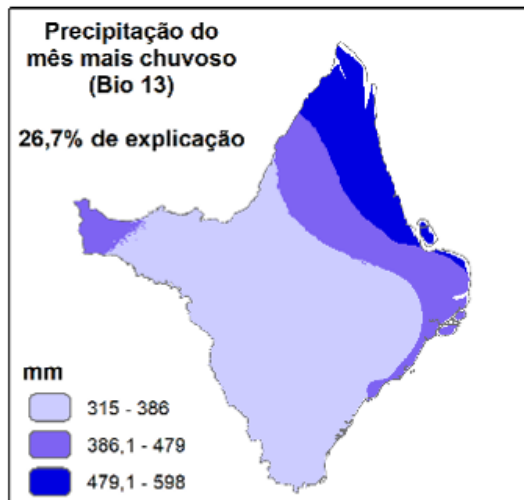 Precipitação do
mês mais chuvoso
(Bio 13)
26,7% de explicação
mm
315 - 386
386,1 - 479
479,1 - 598